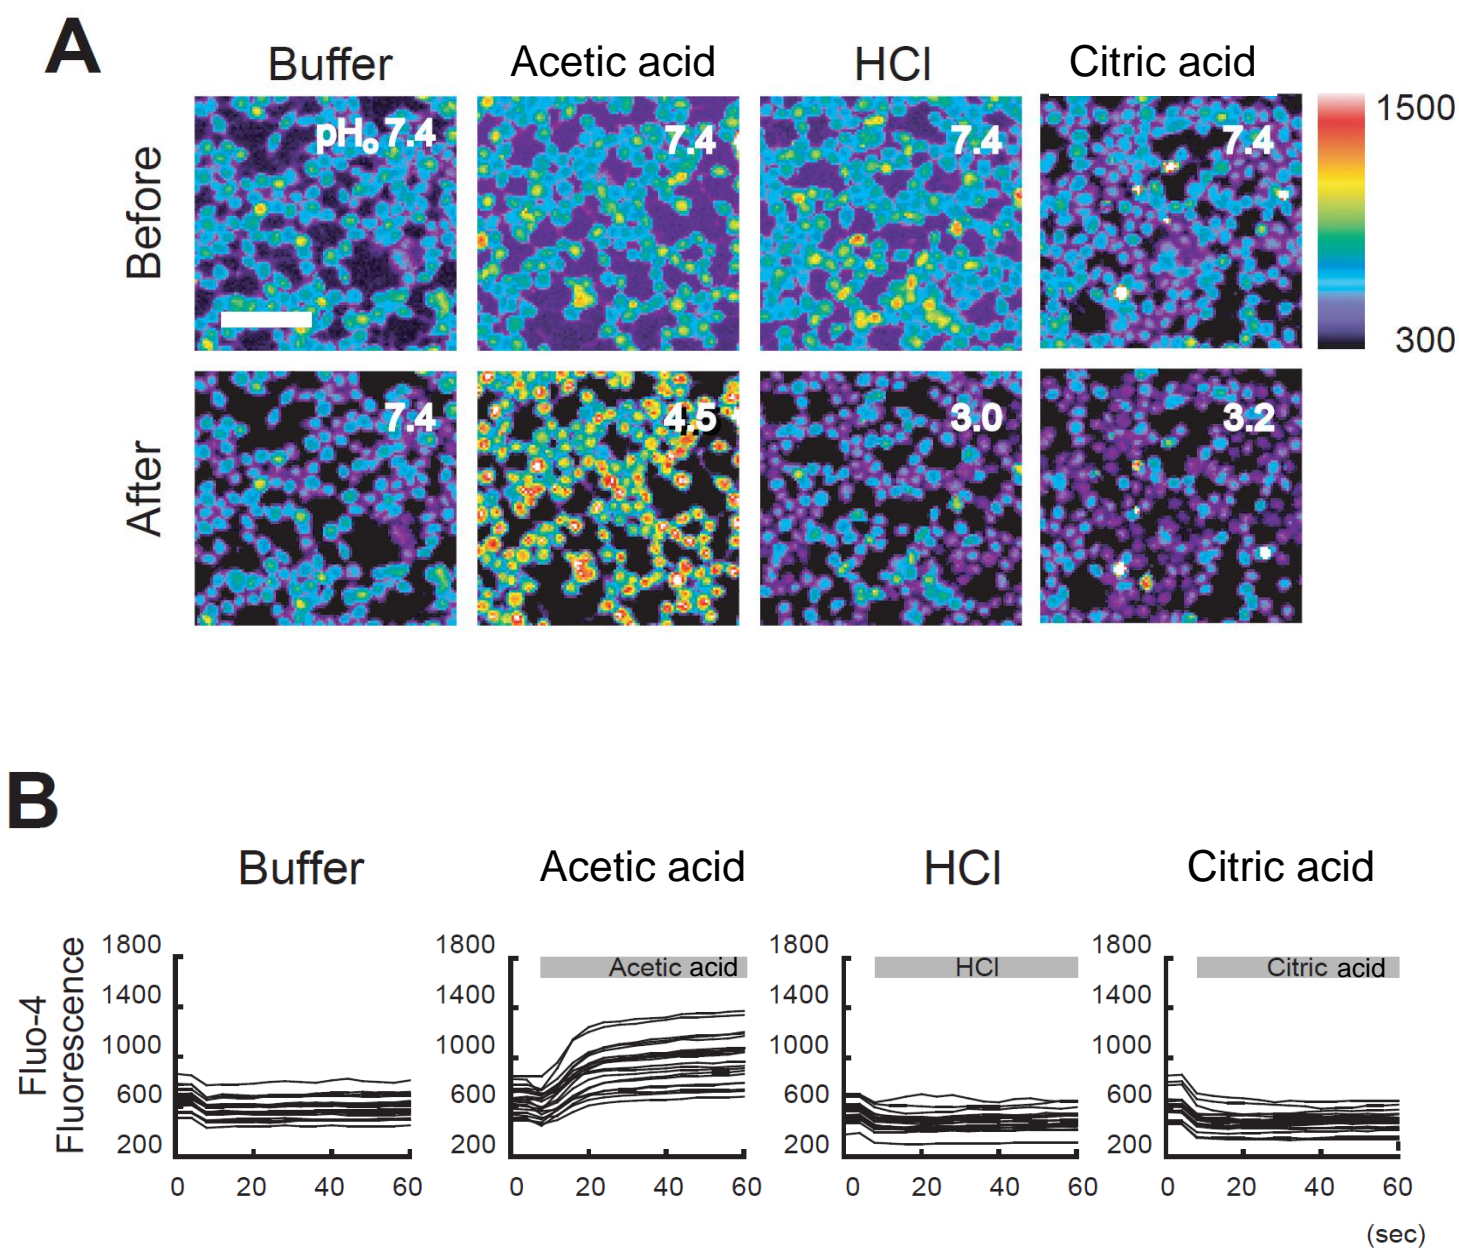 A
Buffer Acetic acid HCl Citric acid
Before
pHo 7.4 7.4 7.4 7.4
1500
300
After
7.4 4.5 3.0 3.2
B
Buffer Acetic acid HCl Citric acid
Fluo-4
Fluorescence
1800 1400 1000 600 200
0 20 40 60
Acetic acid
1800 1400 1000 600 200
0 20 40 60
HCl
1800 1400 1000 600 200
0 20 40 60
Citric acid
1800 1400 1000 600 200
0 20 40 60
(sec)